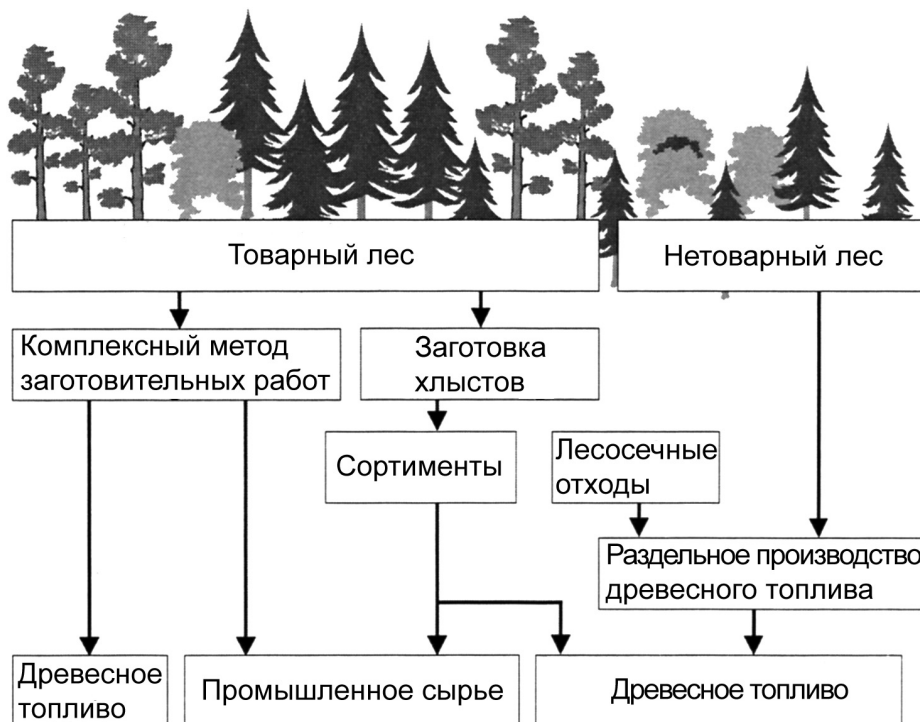 Товарный лес
Нетоварный лес
Комплексный метод
заготовительных работ
Заготовка
хлыстов
Сортименты
Лесосечные
отходы
Раздельное производство
древесного топлива
Древесное
топливо
Промышленное сырье
Древесное топливо